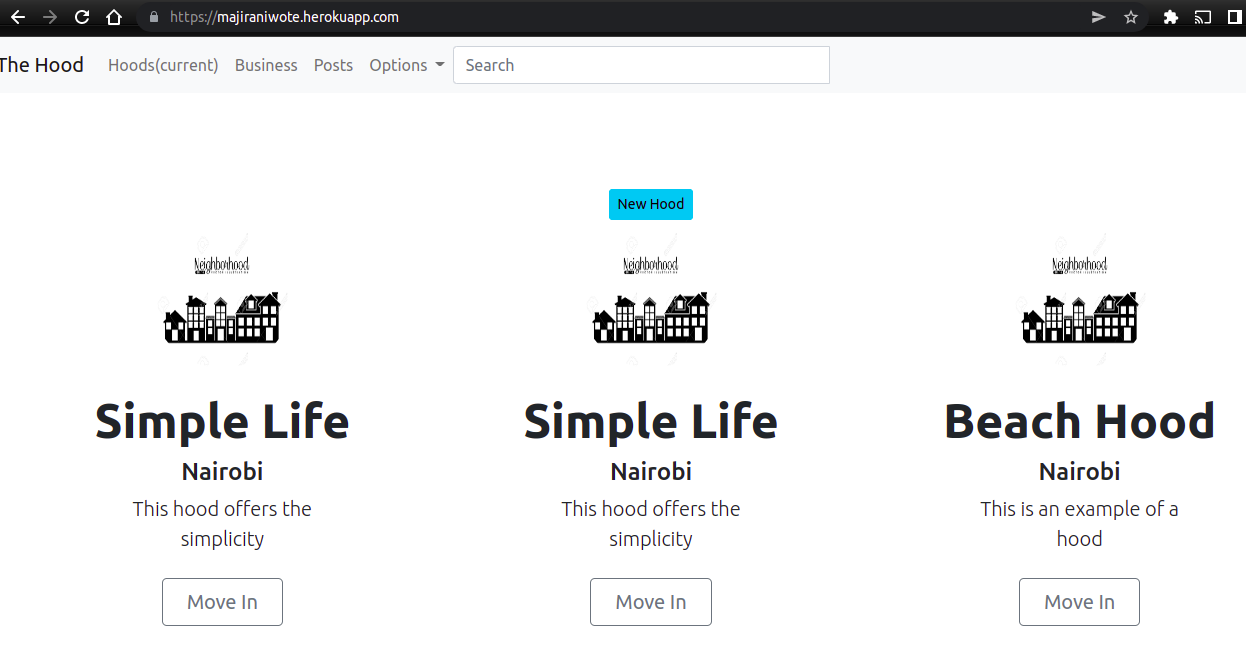 https://majiraniwote.herokuapp.com
The Hood Hoods(current) Business Posts Options Search
New Hood
Neighborhood Neighborhood Neighborhood
Simple Life Simple Life Beach Hood
Nairobi Nairobi Nairobi
This hood offers the This hood offers the This is an example of a
simplicity simplicity hood
Move In Move In Move In